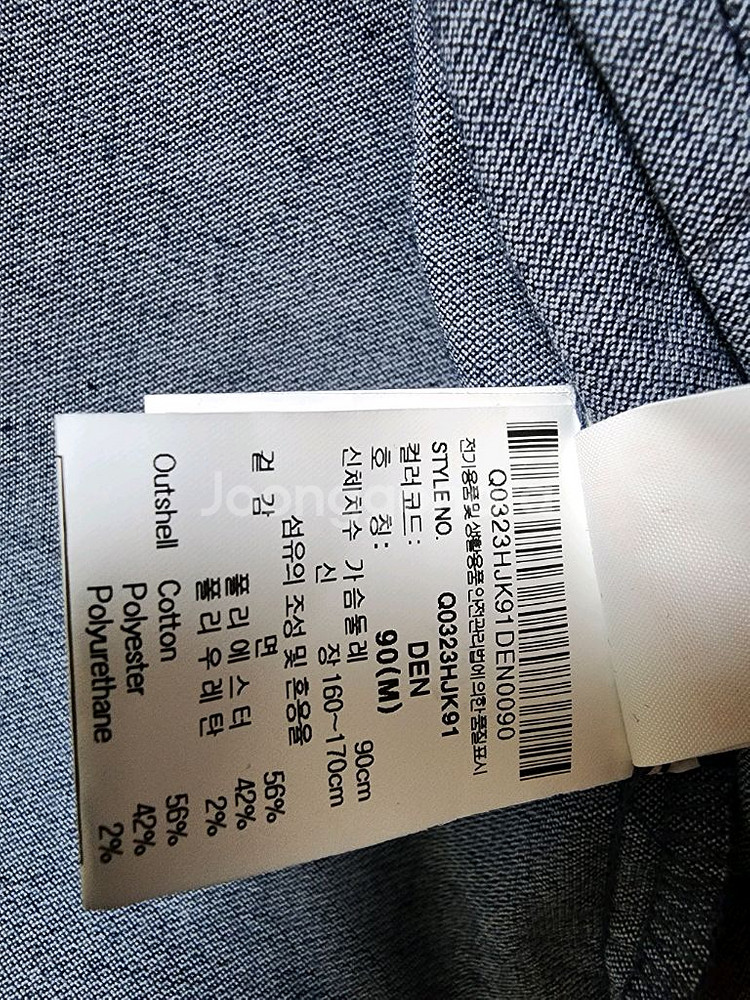 Q0323HJK91DEN0090
전기용품 및 생활용품 안전관리법에 의한 품질표시
STYLE NO. Q0323HJK91
컬러코드: DEN
호 칭: 90(M)
신체치수 가슴둘레 90cm
신 장 160~170cm
섬유의 조성 및 혼용율
겉 감 면 56%
폴리에스터 42%
폴리우레탄 2%
Outshell Cotton 56%
Polyester 42%
Polyurethane 2%